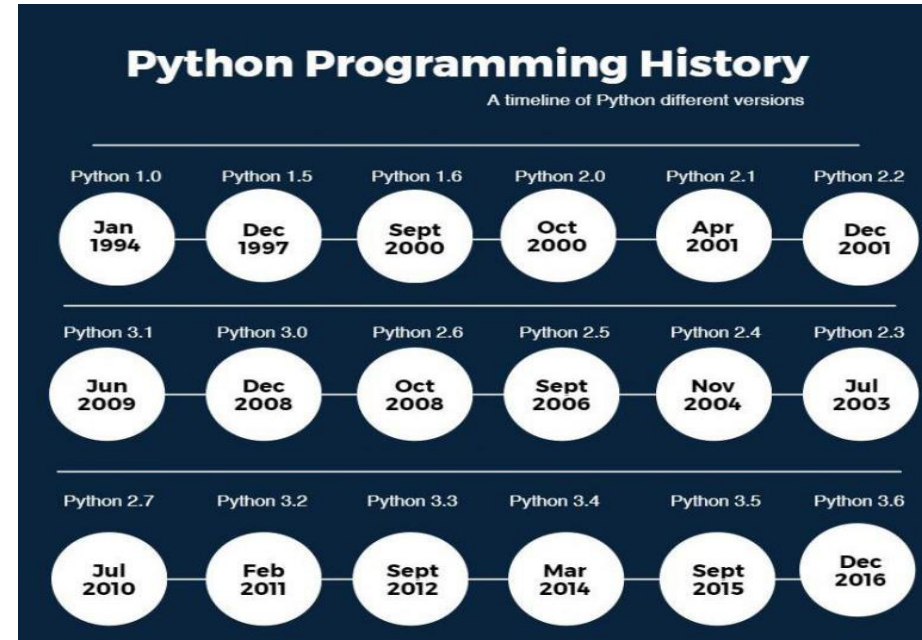 Python Programming History
A timeline of Python different versions
Python 1.0 Python 1.5 Python 1.6 Python 2.0 Python 2.1 Python 2.2
Jan Dec Sept Oct Apr Dec
1994 1997 2000 2000 2001 2001
Python 3.1 Python 3.0 Python 2.6 Python 2.5 Python 2.4 Python 2.3
Jun Dec Oct Sept Nov Jul
2009 2008 2008 2006 2004 2003
Python 2.7 Python 3.2 Python 3.3 Python 3.4 Python 3.5 Python 3.6
Jul Feb Sept Mar Sept Dec
2010 2011 2012 2014 2015 2016